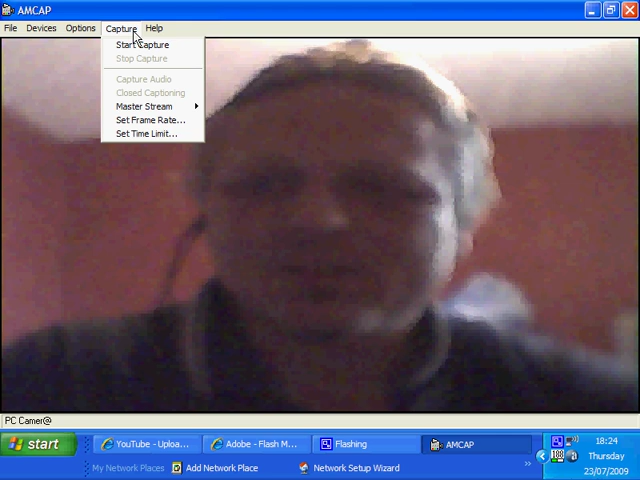 AMCAP
File Devices Options Capture Help
Start Capture
Stop Capture
Capture Audio
Closed Captioning
Master Stream
Set Frame Rate...
Set Time Limit...
PC Camer@
start YouTube - Uploa... Adobe - Flash M... Flashing AMCAP 18:24
Thursday
My Network Places Add Network Place Network Setup Wizard 23/07/2009